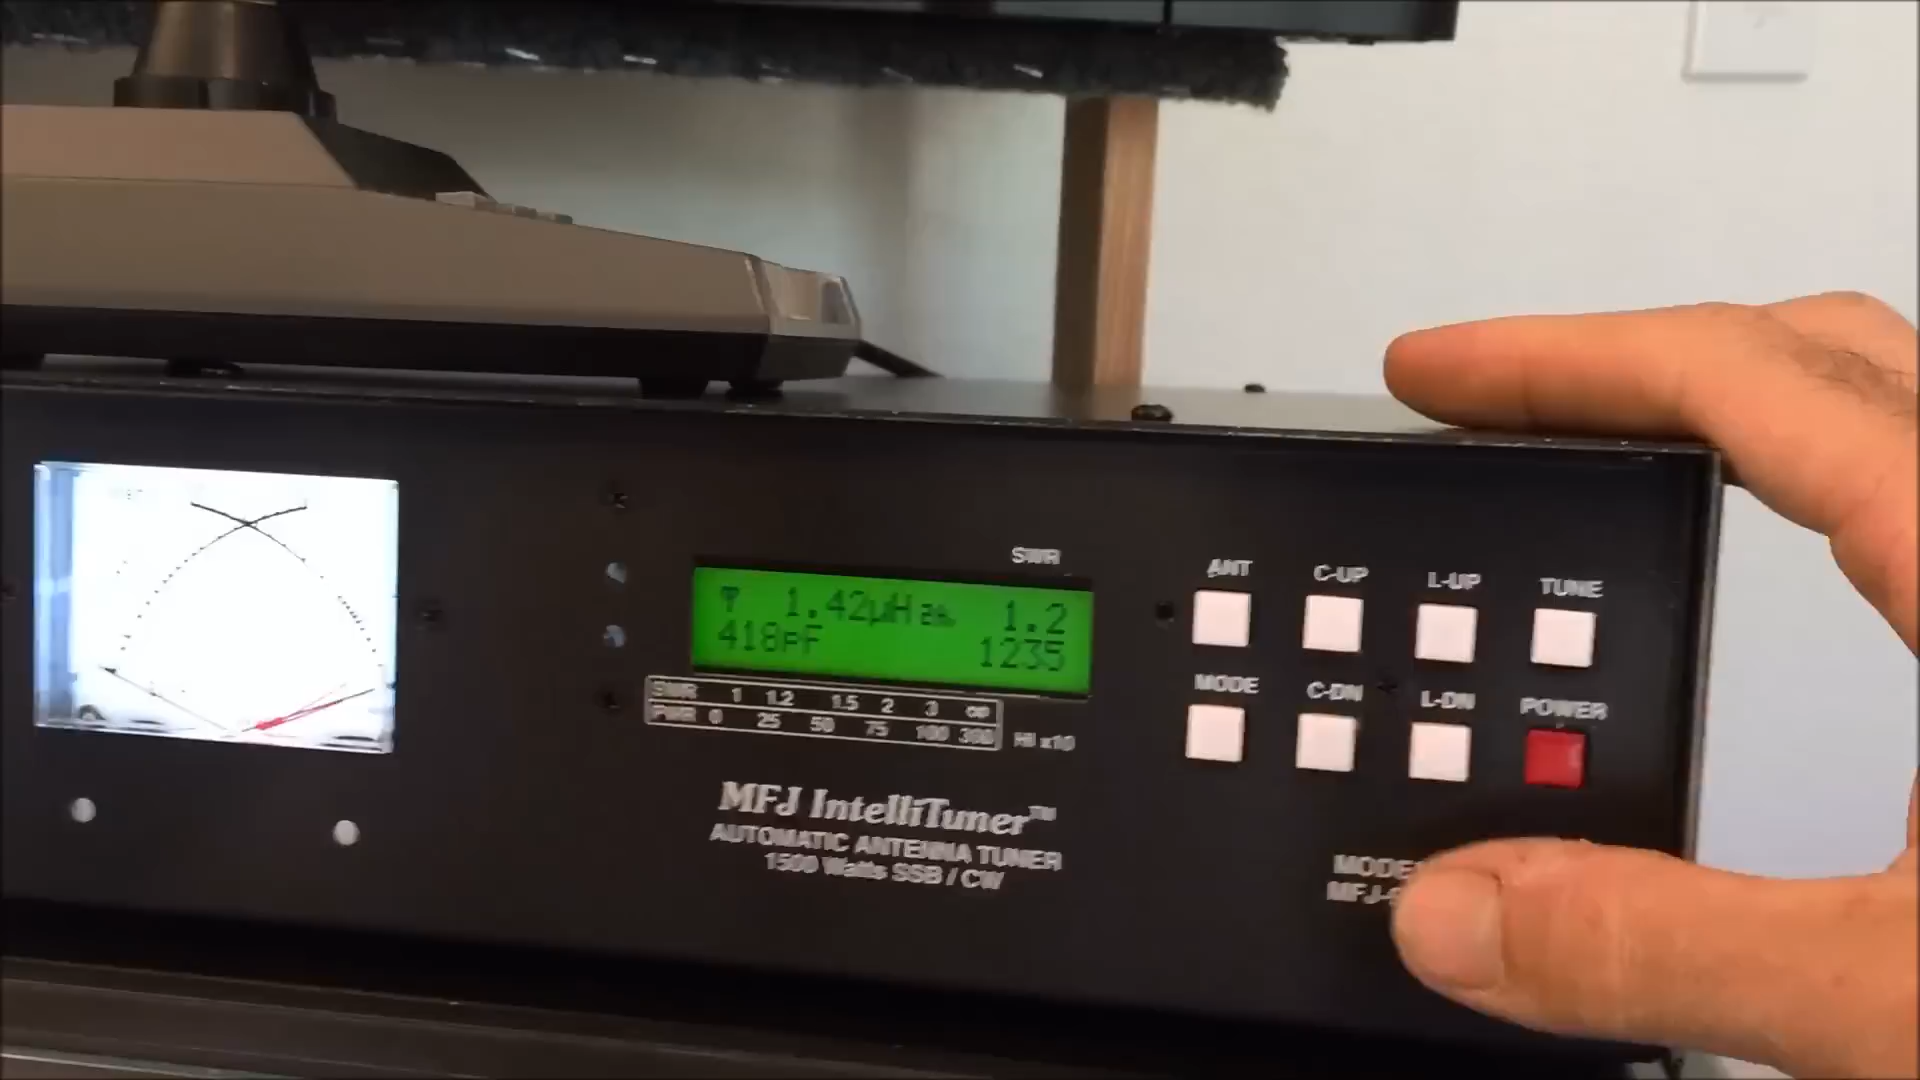 SWR
1.42µH 1.2
418pF 1235
SWR 1 1.2 1.5 2 3 ∞
PWR 0 25 50 75 100 300 HI x10
MFJ IntelliTuner™
AUTOMATIC ANTENNA TUNER
1500 Watts SSB / CW
ANT C-UP L-UP TUNE
MODE C-DN L-DN POWER